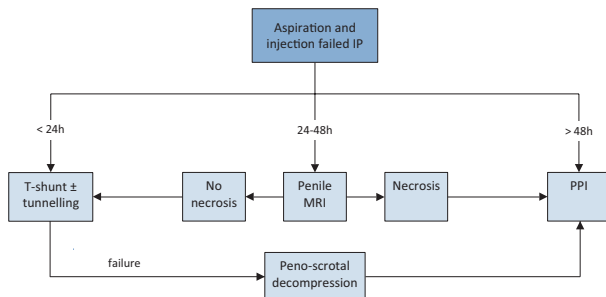 Aspiration and
injection failed IP
< 24h
24-48h
> 48h
T-shunt ±
tunnelling
No
necrosis
Penile
MRI
Necrosis
PPI
failure
Peno-scrotal
decompression